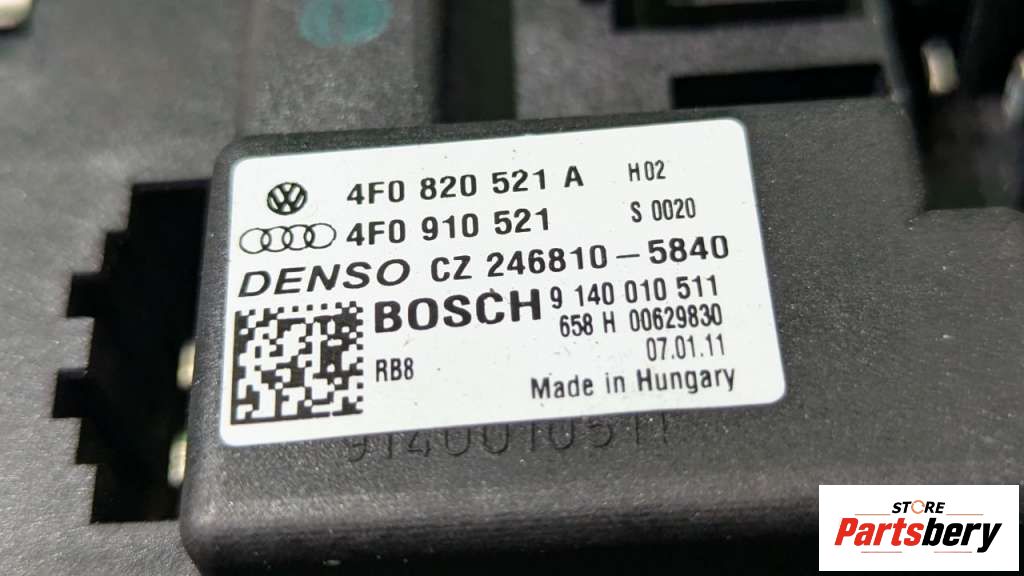 4F0 820 521 A H02
4F0 910 521 S 0020
DENSO CZ 246810-5840
BOSCH 9 140 010 511
658 H 00629830
07.01.11
RB8
Made in Hungary
9140010511
STORE
Partsbery